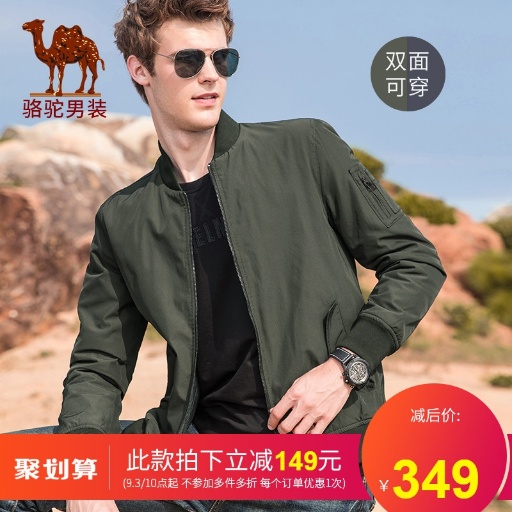 骆驼男装
双面
可穿
减后价:
聚划算
此款拍下立减149元
(9.3/10点起 不参加多件多折 每个订单优惠1次)
¥349